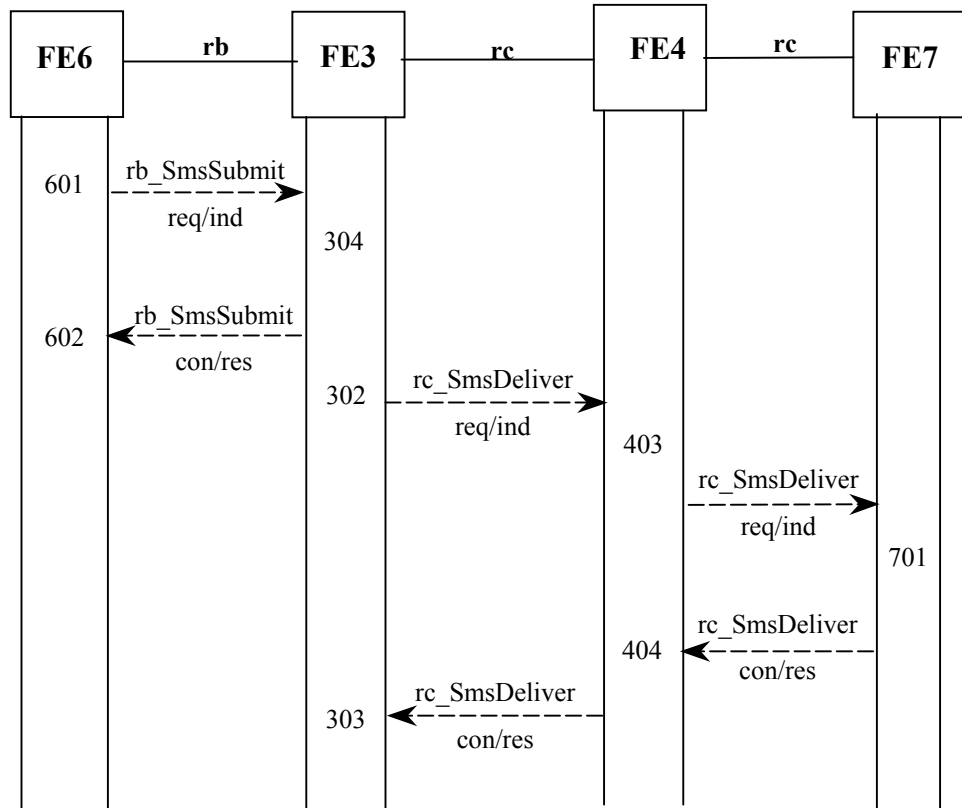 FE6 rb FE3 rc FE4 rc FE7
601 rb_SmsSubmit
req/ind
304
602 rb_SmsSubmit
con/res
302 rc_SmsDeliver
req/ind
403
rc_SmsDeliver
req/ind
701
404 rc_SmsDeliver
con/res
303 rc_SmsDeliver
con/res